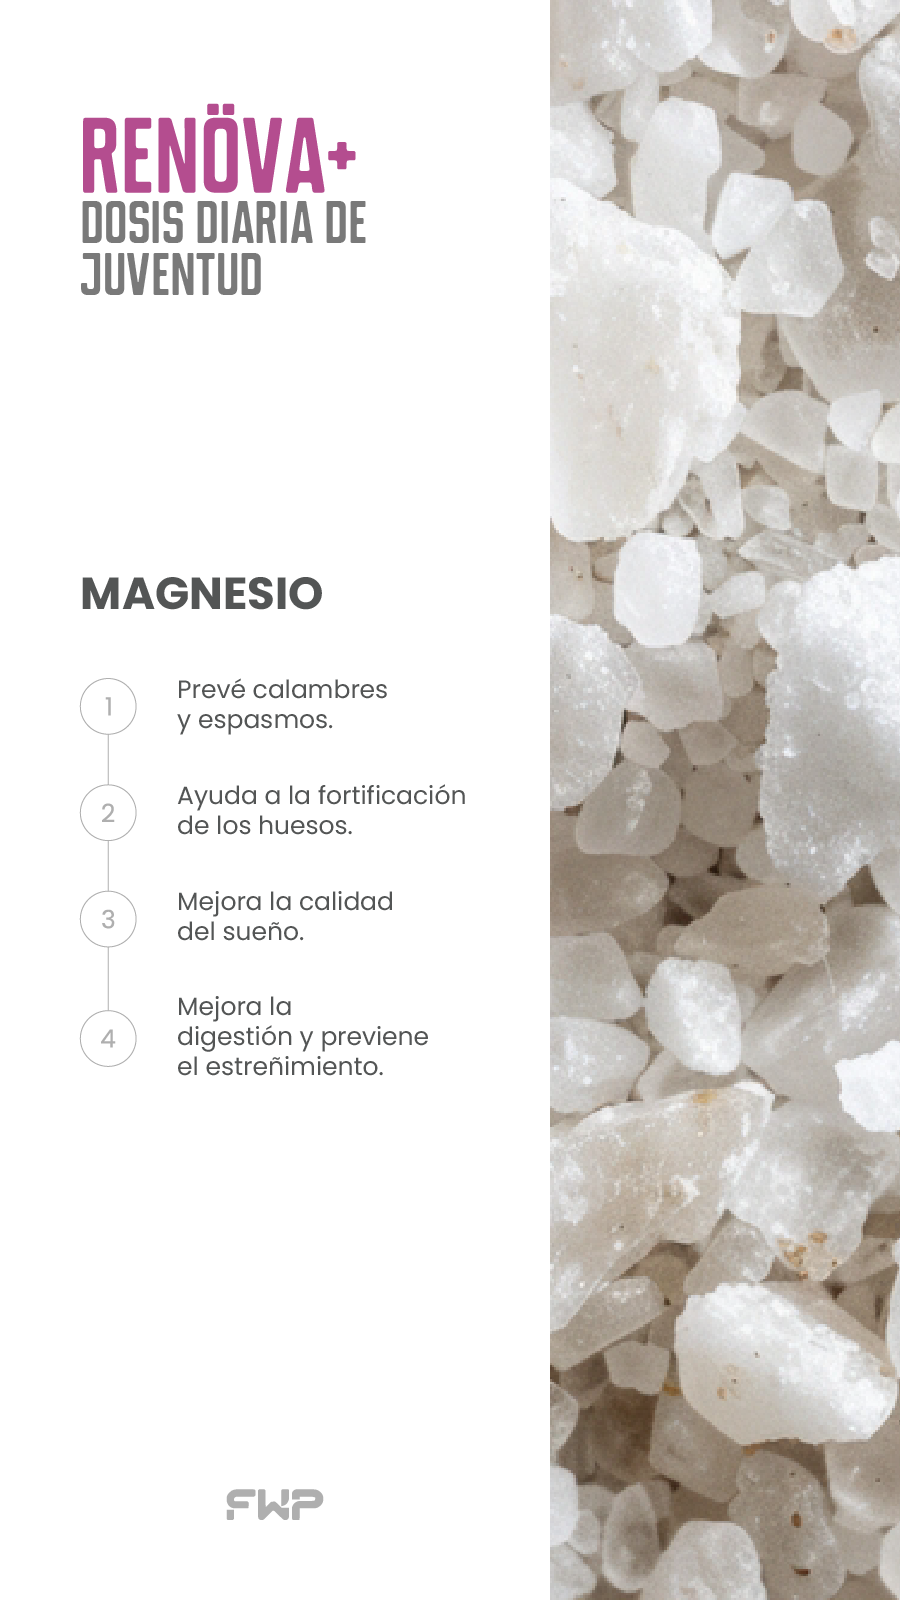 RENÖVA+
DOSIS DIARIA DE
JUVENTUD
MAGNESIO
1
Prevé calambres
y espasmos.
2
Ayuda a la fortificación
de los huesos.
3
Mejora la calidad
del sueño.
4
Mejora la
digestión y previene
el estreñimiento.
FWP